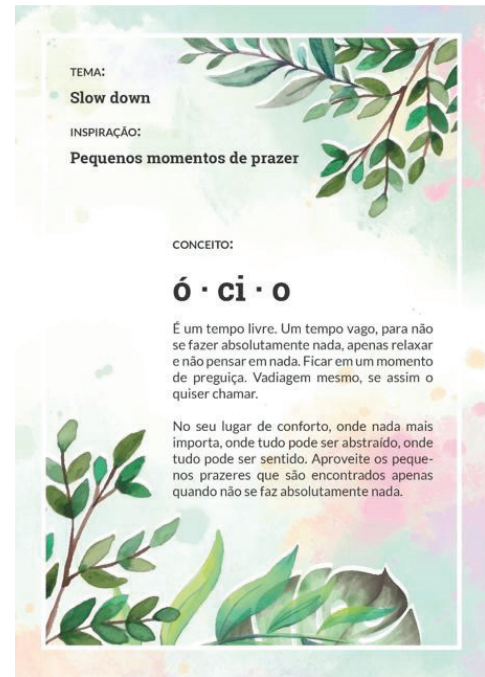 TEMA:
Slow down
INSPIRAÇÃO:
Pequenos momentos de prazer
CONCEITO:
ó · ci · o
É um tempo livre. Um tempo vago, para não
se fazer absolutamente nada, apenas relaxar
e não pensar em nada. Ficar em um momento
de preguiça. Vadiagem mesmo, se assim o
quiser chamar.
No seu lugar de conforto, onde nada mais
importa, onde tudo pode ser abstraído, onde
tudo pode ser sentido. Aproveite os peque-
nos prazeres que são encontrados apenas
quando não se faz absolutamente nada.